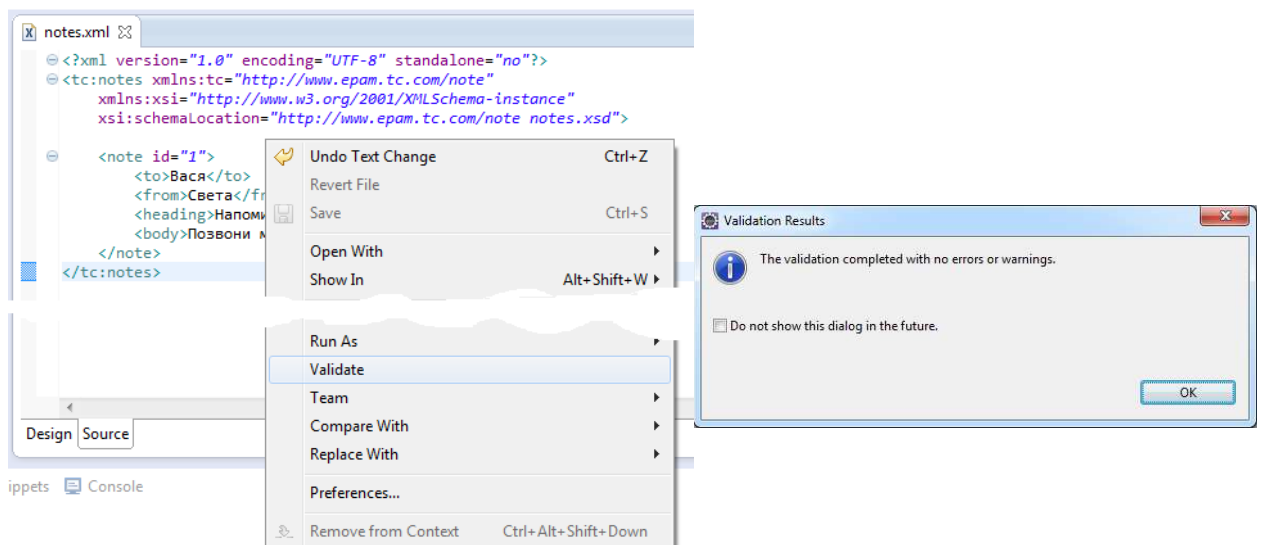 notes.xml
<?xml version="1.0" encoding="UTF-8" standalone="no"?>
<tc:notes xmlns:tc="http://www.epam.tc.com/note"
xmlns:xsi="http://www.w3.org/2001/XMLSchema-instance"
xsi:schemaLocation="http://www.epam.tc.com/note notes.xsd">
<note id="1">
<to>Вася</to>
<from>Света</fr
<heading>Напоми
<body>Позвони м
</note>
</tc:notes>
Undo Text Change Ctrl+Z
Revert File
Save Ctrl+S
Open With
Show In Alt+Shift+W
Run As
Validate
Team
Compare With
Replace With
Preferences...
Remove from Context Ctrl+Alt+Shift+Down
Design Source
ippets Console
Validation Results
The validation completed with no errors or warnings.
Do not show this dialog in the future.
OK